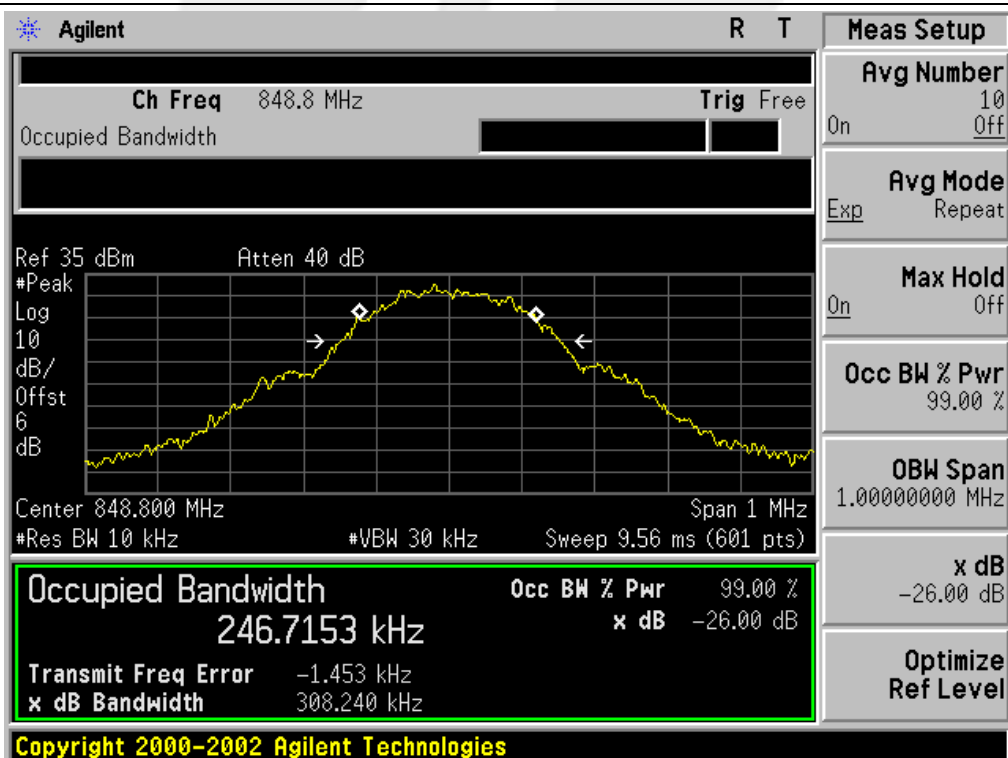 Agilent R T
Ch Freq 848.8 MHz Trig Free
Occupied Bandwidth
Ref 35 dBm Atten 40 dB
#Peak
Log
10
dB/
Offst
6
dB
Center 848.800 MHz Span 1 MHz
#Res BW 10 kHz #VBW 30 kHz Sweep 9.56 ms (601 pts)
Occupied Bandwidth Occ BW % Pwr 99.00 %
246.7153 kHz x dB -26.00 dB
Transmit Freq Error -1.453 kHz
x dB Bandwidth 308.240 kHz
Copyright 2000-2002 Agilent Technologies
Meas Setup
Avg Number
10
On Off
Avg Mode
Exp Repeat
Max Hold
On Off
Occ BW % Pwr
99.00 %
OBW Span
1.00000000 MHz
x dB
-26.00 dB
Optimize
Ref Level